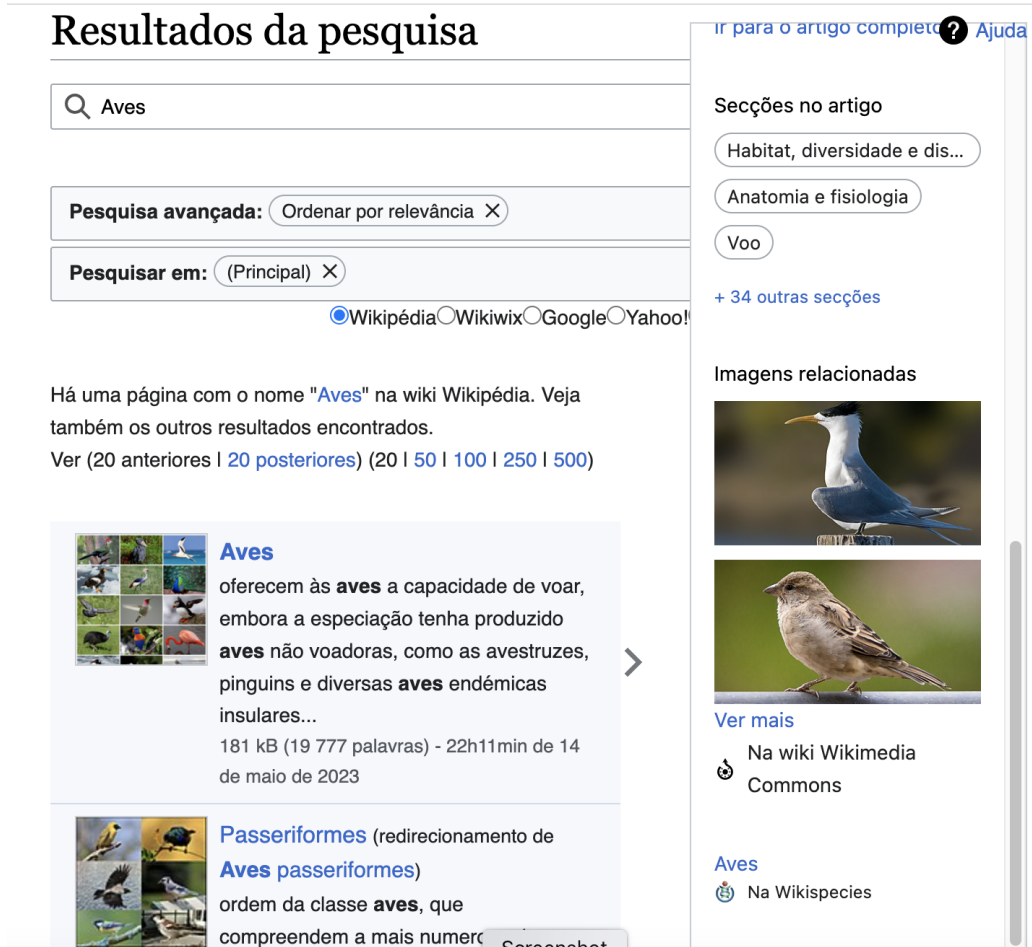 Resultados da pesquisa
Aves
Pesquisa avançada: Ordenar por relevância
Pesquisar em: (Principal)
Wikipédia Wikiwix Google Yahoo!
Há uma página com o nome "Aves" na wiki Wikipédia. Veja
também os outros resultados encontrados.
Ver (20 anteriores | 20 posteriores) (20 | 50 | 100 | 250 | 500)
Aves
oferecem às aves a capacidade de voar,
embora a especiação tenha produzido
aves não voadoras, como as avestruzes,
pinguins e diversas aves endémicas
insulares...
181 kB (19 777 palavras) - 22h11min de 14
de maio de 2023
Passeriformes (redirecionamento de
Aves passeriformes)
ordem da classe aves, que
compreendem a mais
Screenshot
Ir para o artigo completo
? Ajuda
Secções no artigo
Habitat, diversidade e dis...
Anatomia e fisiologia
Voo
+ 34 outras secções
Imagens relacionadas
Ver mais
Na wiki Wikimedia
Commons
Aves
Na Wikispecies